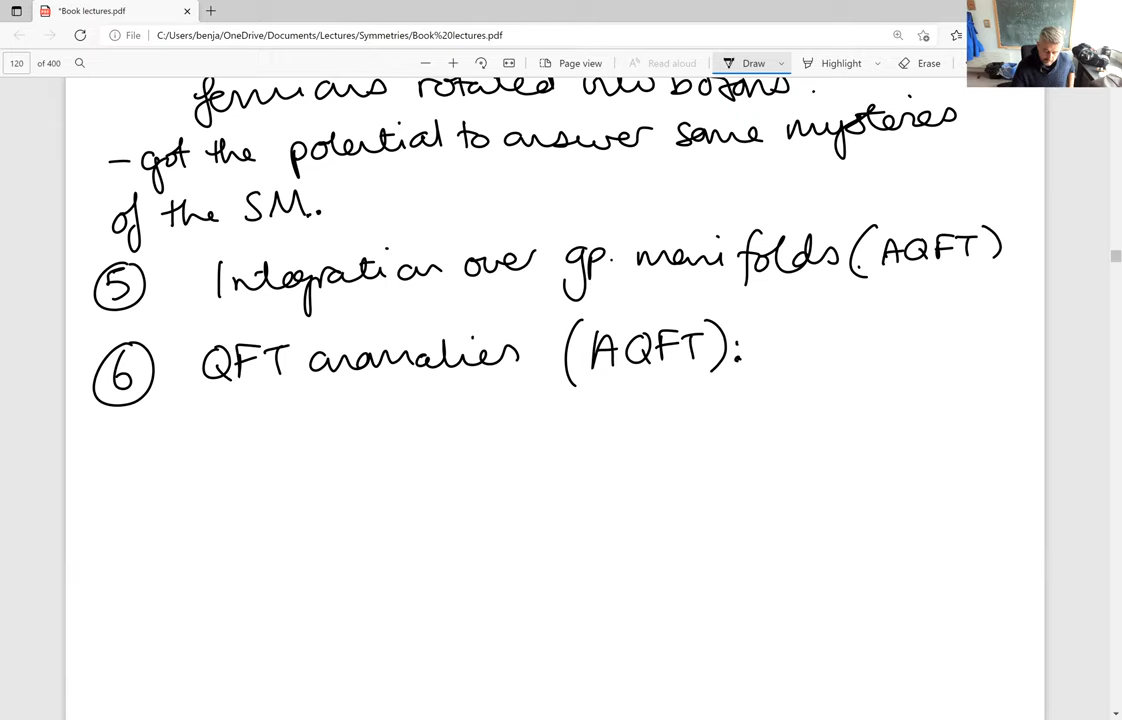 *Book lectures.pdf
File C:/Users/benja/OneDrive/Documents/Lectures/Symmetries/Book%20lectures.pdf
120 of 400 Page view Read aloud Draw Highlight Erase
fermions rotated into bosons.
- got the potential to answer some mysteries
of the SM.
5 Integration over gp. manifolds (AQFT)
6 QFT anomalies (AQFT):